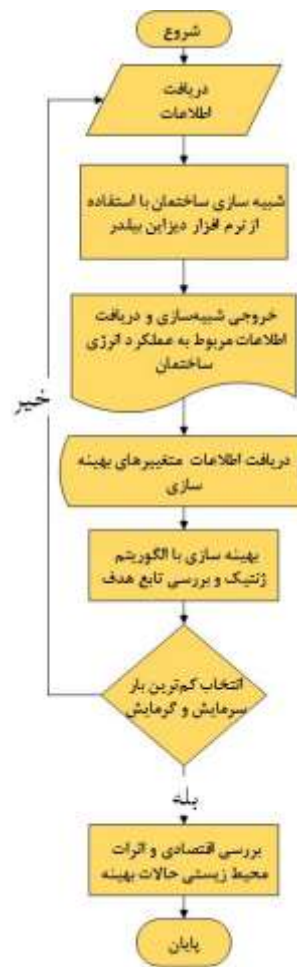 شروع
دریافت
اطلاعات
شبیه سازی ساختمان با استفاده
از نرم افزار دیزاین بیلدر
خروجی شبیه‌سازی و دریافت
اطلاعات مربوط به عملکرد انرژی
ساختمان
دریافت اطلاعات متغییرهای بهینه
سازی
بهینه سازی با الگوریتم
ژنتیک و بررسی تابع هدف
انتخاب کم‌ترین بار
سرمایش و گرمایش
خیر
بله
بررسی اقتصادی و اثرات
محیط زیستی حالات بهینه
پایان